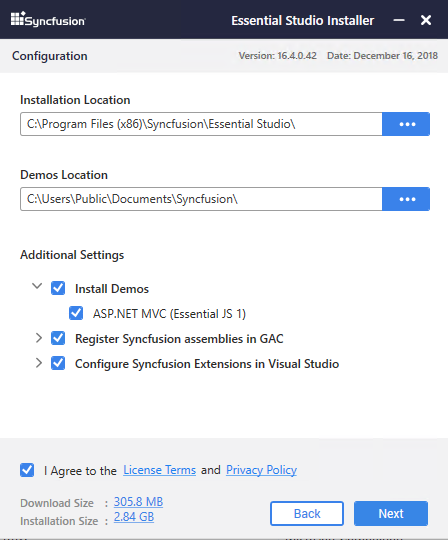 Syncfusion Essential Studio Installer
Configuration Version: 16.4.0.42 Date: December 16, 2018
Installation Location
C:\Program Files (x86)\Syncfusion\Essential Studio\
Demos Location
C:\Users\Public\Documents\Syncfusion\
Additional Settings
Install Demos
ASP.NET MVC (Essential JS 1)
Register Syncfusion assemblies in GAC
Configure Syncfusion Extensions in Visual Studio
I Agree to the License Terms and Privacy Policy
Download Size : 305.8 MB
Installation Size : 2.84 GB
Back Next